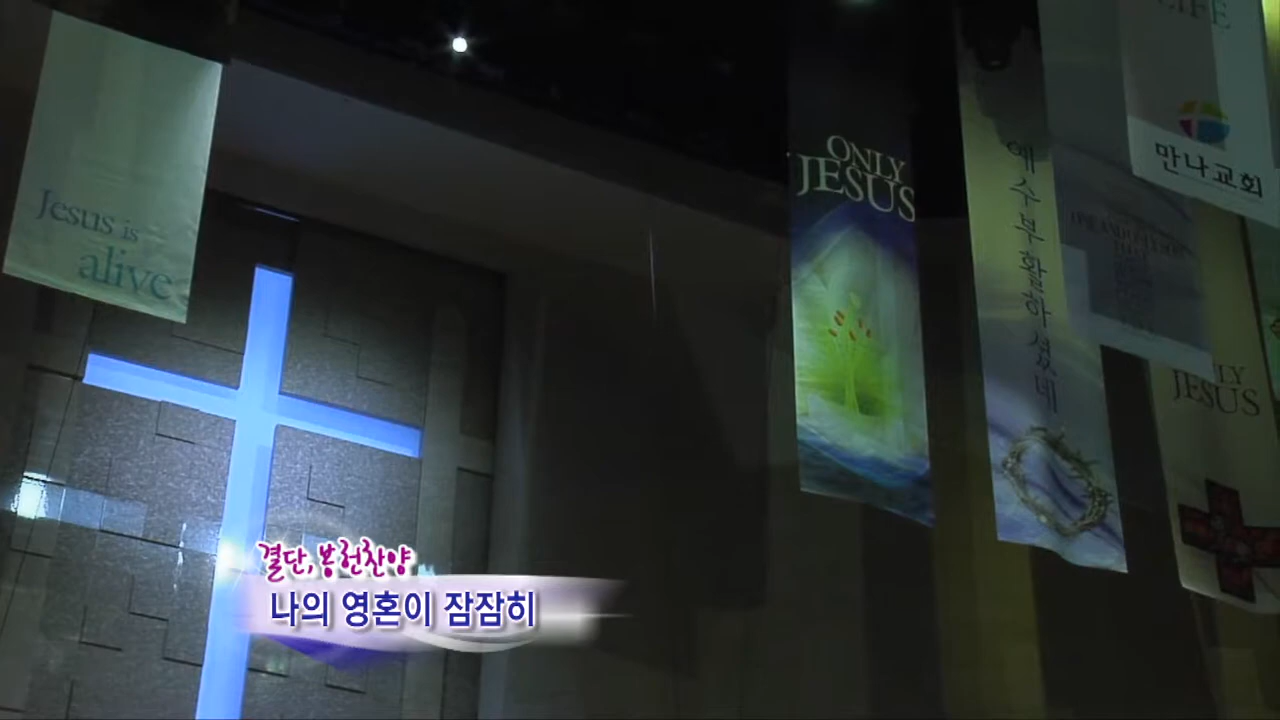 Jesus is
alive
ONLY
JESUS
예수부활하셨네
LIFE
만나교회
JESUS
결단, 봉헌찬양
나의 영혼이 잠잠히